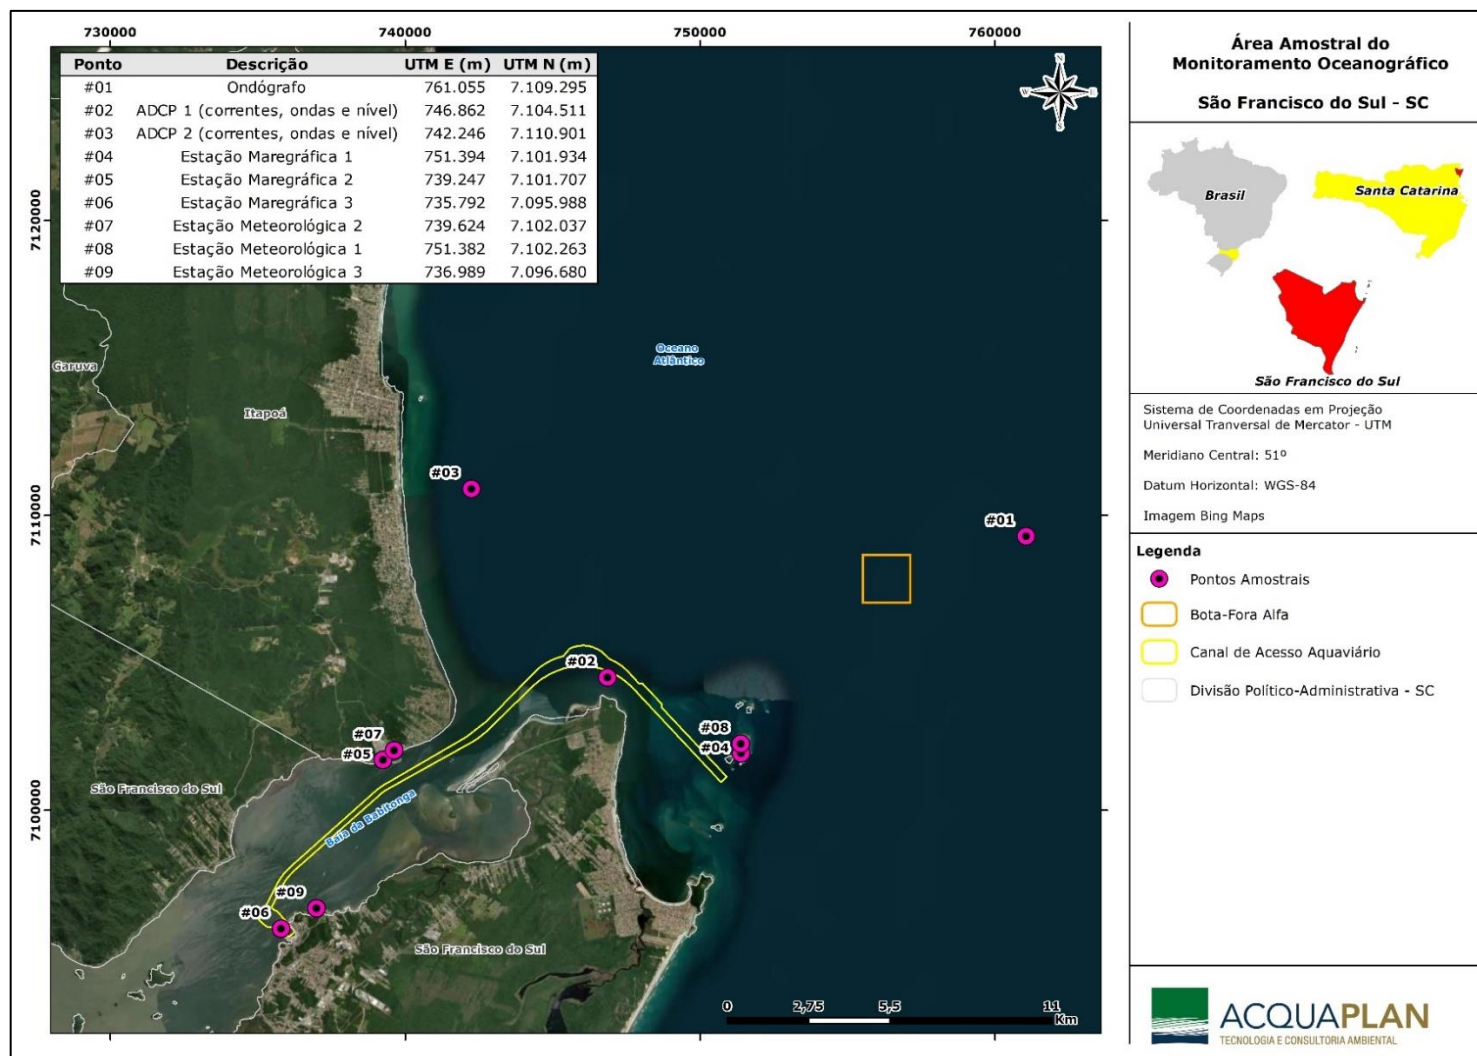 730000 740000 750000 760000
Ponto Descrição UTM E (m) UTM N (m)
#01 Ondógrafo 761.055 7.109.295
#02 ADCP 1 (correntes, ondas e nível) 746.862 7.104.511
#03 ADCP 2 (correntes, ondas e nível) 742.246 7.110.901
#04 Estação Maregráfica 1 751.394 7.101.934
#05 Estação Maregráfica 2 739.247 7.101.707
#06 Estação Maregráfica 3 735.792 7.095.988
#07 Estação Meteorológica 2 739.624 7.102.037
#08 Estação Meteorológica 1 751.382 7.102.263
#09 Estação Meteorológica 3 736.989 7.096.680
7120000
7110000
7100000
N
W E
S
Oceano
Atlântico
Garuva
Itapoá
#03
#01
#02
#08
#04
#07
#05
São Francisco do Sul
Baía da Babitonga
#09
#06
São Francisco do Sul
0 2,75 5,5 11
Km
Área Amostral do
Monitoramento Oceanográfico
São Francisco do Sul - SC
Brasil
Santa Catarina
São Francisco do Sul
Sistema de Coordenadas em Projeção
Universal Tranversal de Mercator - UTM
Meridiano Central: 51º
Datum Horizontal: WGS-84
Imagem Bing Maps
Legenda
Pontos Amostrais
Bota-Fora Alfa
Canal de Acesso Aquaviário
Divisão Político-Administrativa - SC
ACQUAPLAN
TECNOLOGIA E CONSULTORIA AMBIENTAL